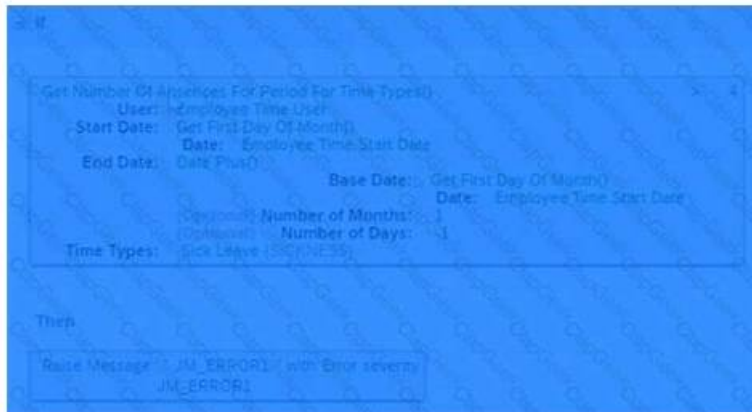 If
Get Number Of Absences For Period For Time Types() > 4
User: Employee Time.User
Start Date: Get First Day Of Month()
Date: Employee Time.Start Date
End Date: Date Plus()
Base Date: Get First Day Of Month()
Date: Employee Time.Start Date
(Optional) Number of Months: 1
(Optional) Number of Days: -1
Time Types: Sick Leave (SICKNESS)
Then
Raise Message " JM_ERROR1 " with Error severity
JM_ERROR1